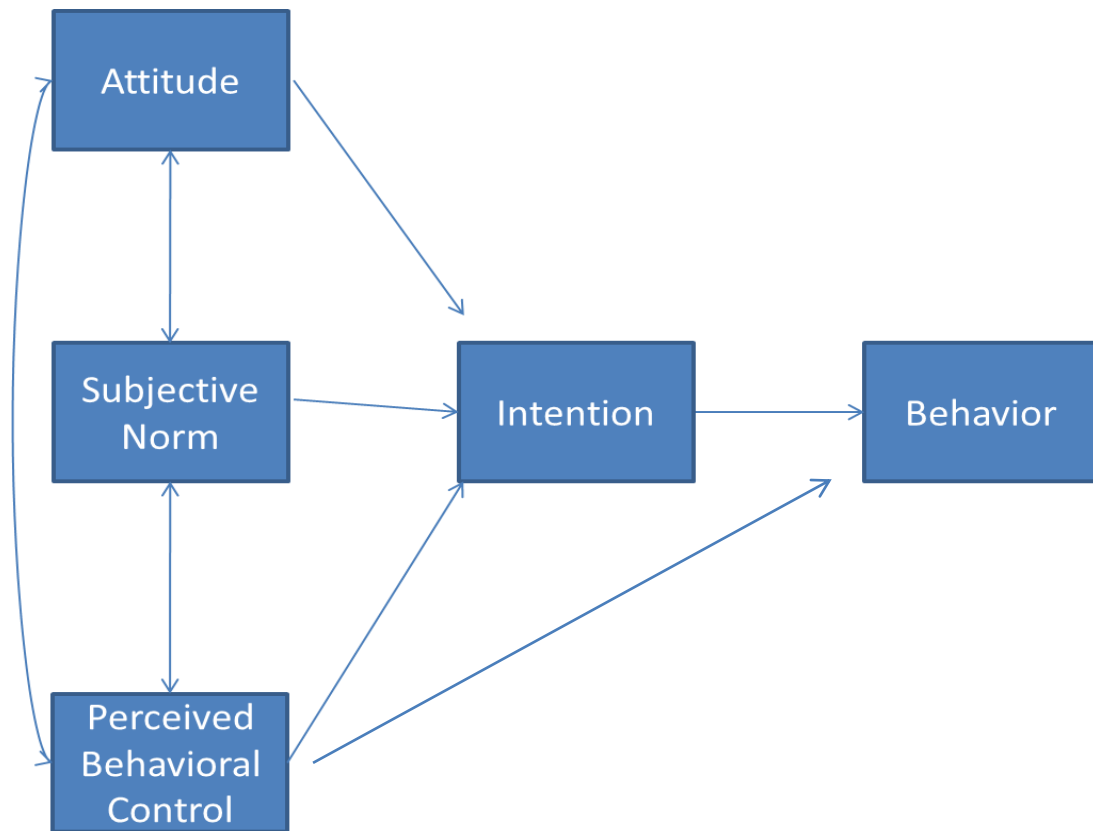 Attitude
Subjective
Norm
Intention
Behavior
Perceived
Behavioral
Control